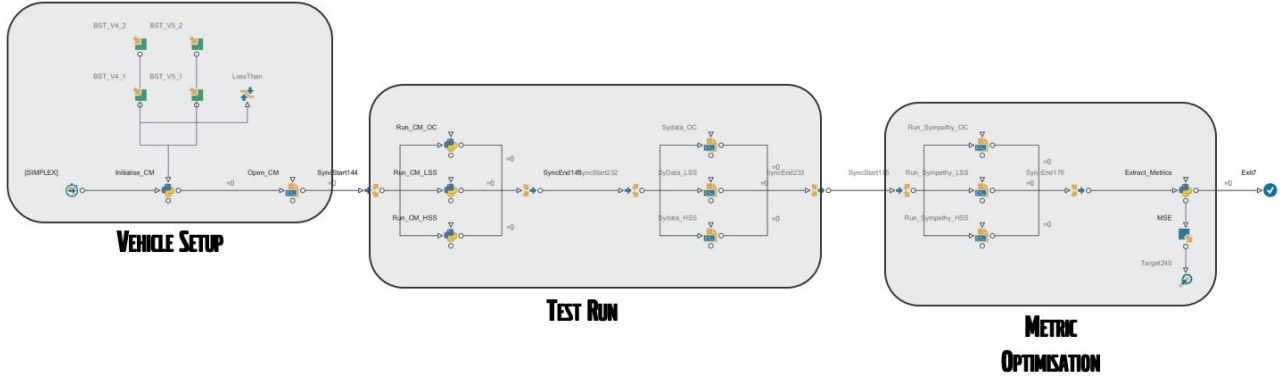 BST_V4_2 BST_V5_2
BST_V4_1 BST_V5_1 LessThan
[SIMPLEX] Initialise_CM =0 Open_CM =0 SyncStart144
VEHICLE SETUP
Run_CM_OC =0
Run_CM_LSS =0
Run_CM_HSS =0
SyncEnd145 SyncStart232
Sydata_OC =0
SyData_LSS =0
Sydata_HSS =0
SyncEnd233
TEST RUN
SyncStart175
Run_Sympathy_OC =0
Run_Sympathy_LSS =0
Run_Sympathy_HSS =0
SyncEnd176 Extract_Metrics =0 Exit7
MSE
Target240
METRIC
OPTIMISATION